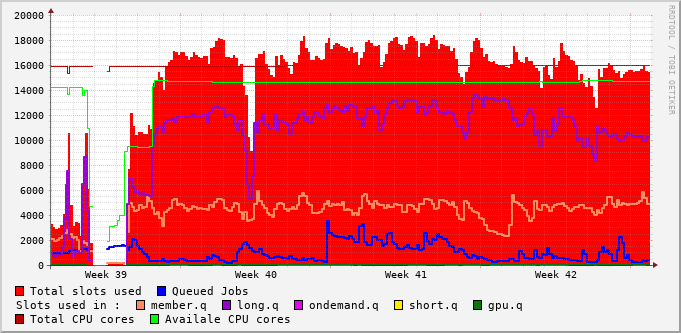 RRDTOOL / TOBI OETIKER
20000
18000
16000
14000
12000
10000
8000
6000
4000
2000
0
Week 39 Week 40 Week 41 Week 42
Total slots used Queued Jobs
Slots used in : member.q long.q ondemand.q short.q gpu.q
Total CPU cores Availale CPU cores